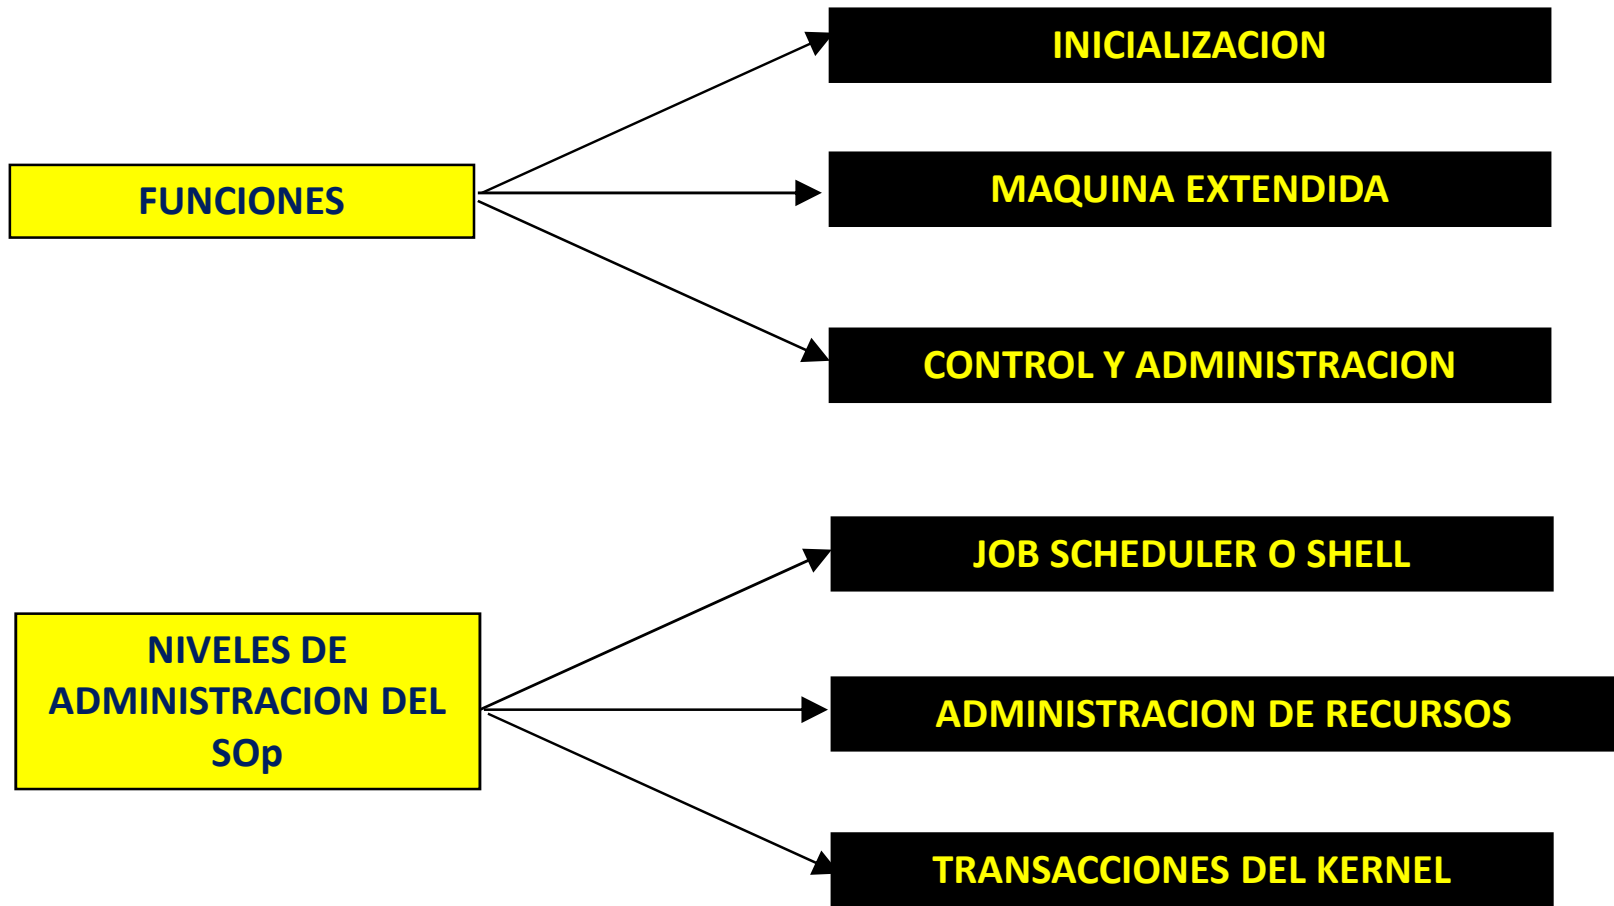 FUNCIONES
INICIALIZACION
MAQUINA EXTENDIDA
CONTROL Y ADMINISTRACION
NIVELES DE
ADMINISTRACION DEL
SOp
JOB SCHEDULER O SHELL
ADMINISTRACION DE RECURSOS
TRANSACCIONES DEL KERNEL